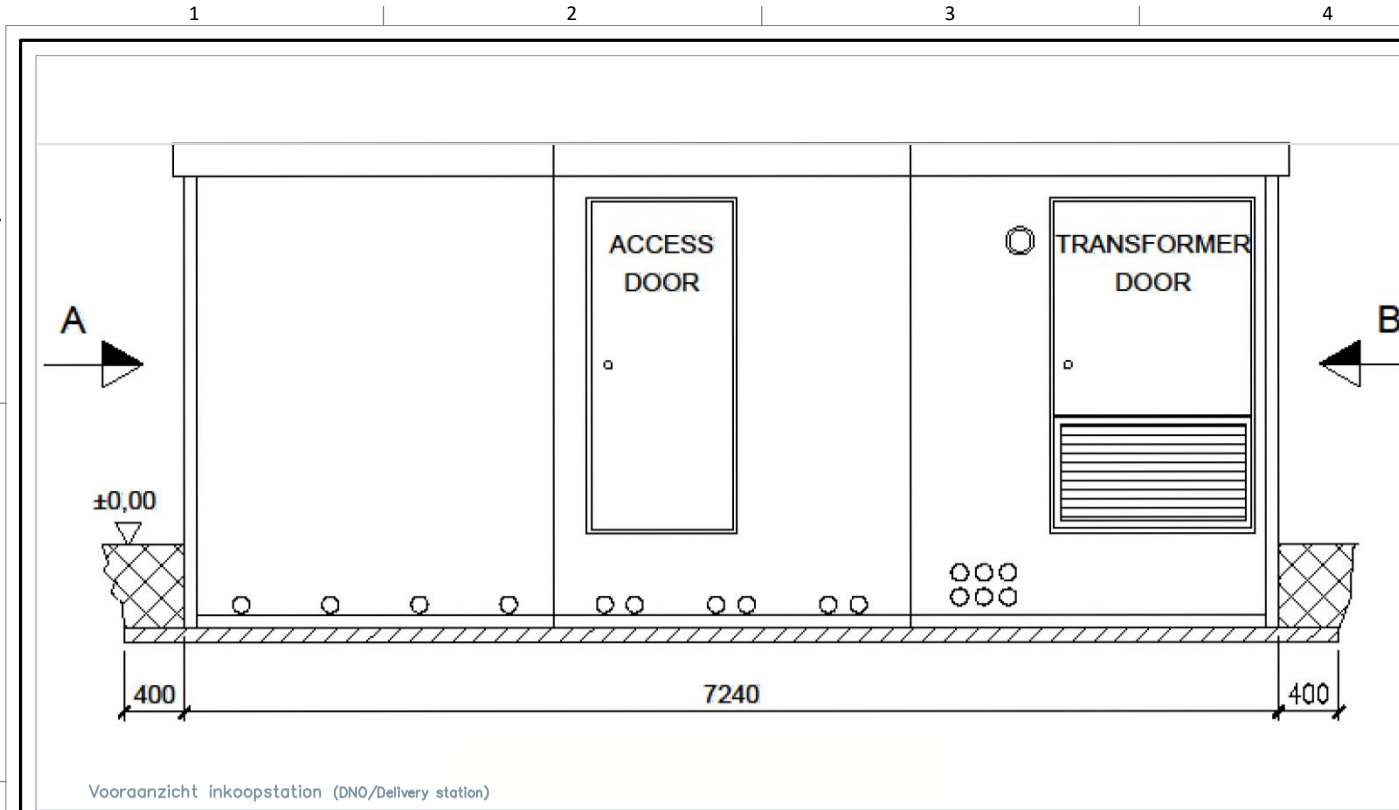 1 2 3 4
ACCESS
DOOR
TRANSFORMER
DOOR
A
B
±0,00
400
7240
400
Vooraanzicht inkoopstation (DNO/Delivery station)